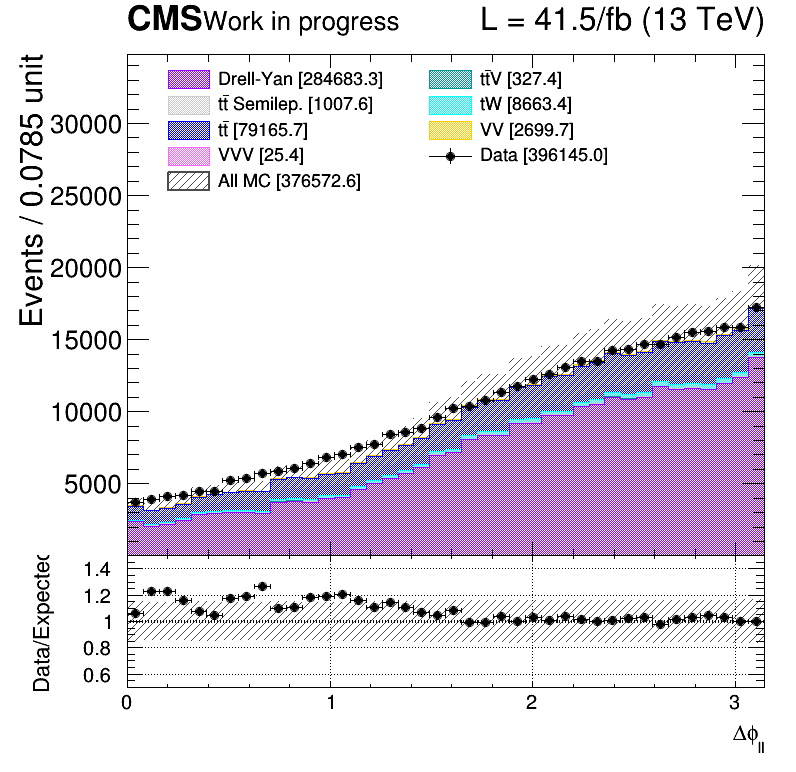 CMS Work in progress L = 41.5/fb (13 TeV)
Events / 0.0785 unit
Drell-Yan [284683.3]
tt̄ Semilep. [1007.6]
tt̄ [79165.7]
VVV [25.4]
All MC [376572.6]
tt̄V [327.4]
tW [8663.4]
VV [2699.7]
Data [396145.0]
30000
25000
20000
15000
10000
5000
Data/Expected
1.4
1.2
1
0.8
0.6
0 1 2 3
Δϕll